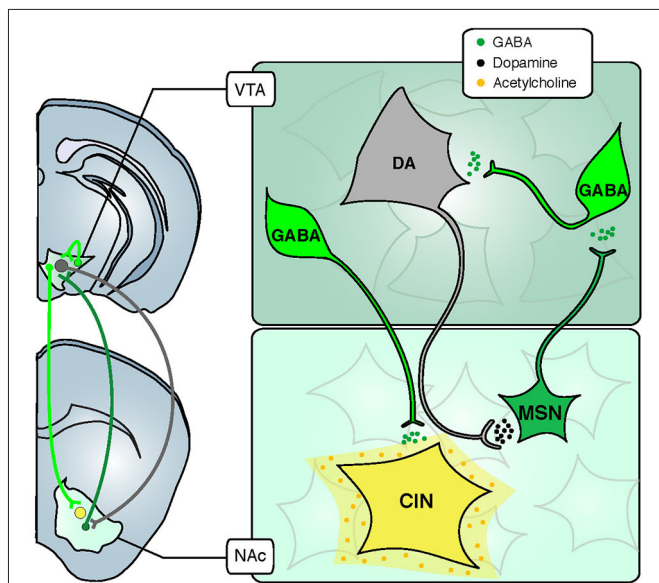 GABA
Dopamine
Acetylcholine
VTA
DA
GABA
GABA
MSN
CIN
NAc